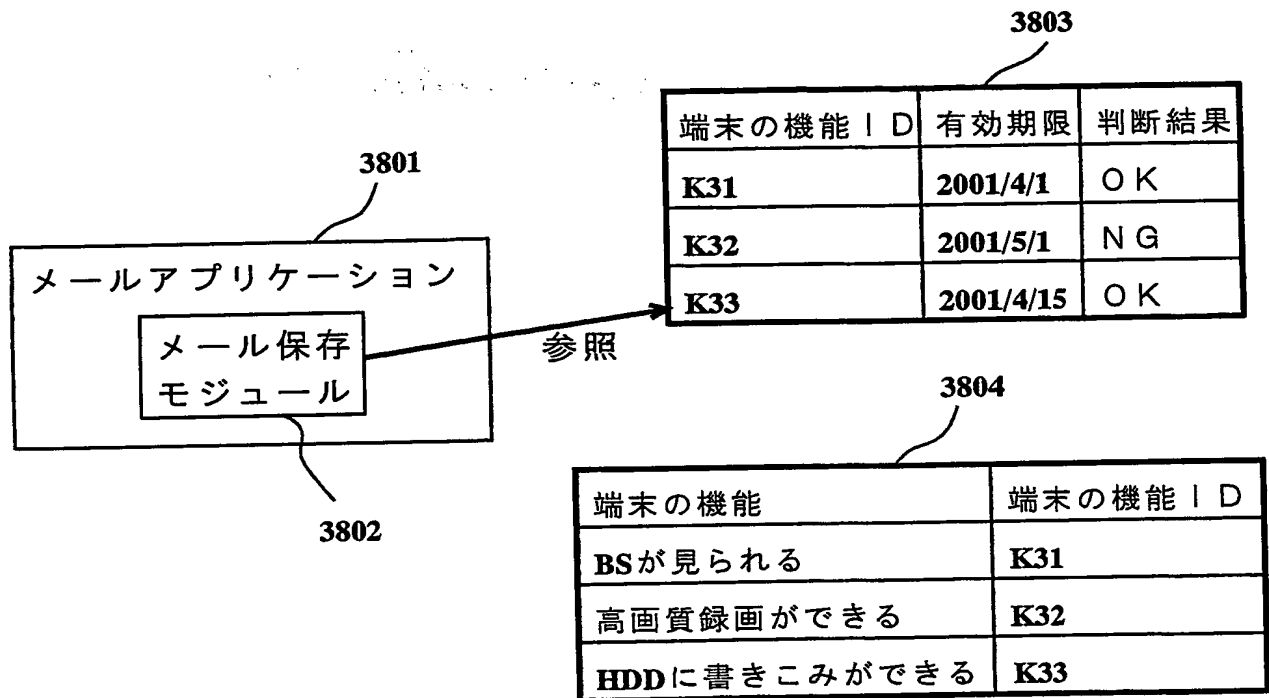 3803
端末の機能ID 有効期限 判断結果
K31 2001/4/1 OK
K32 2001/5/1 NG
K33 2001/4/15 OK
3801
メールアプリケーション
メール保存
モジュール
3802
参照
3804
端末の機能 端末の機能ID
BSが見られる K31
高画質録画ができる K32
HDDに書きこみができる K33